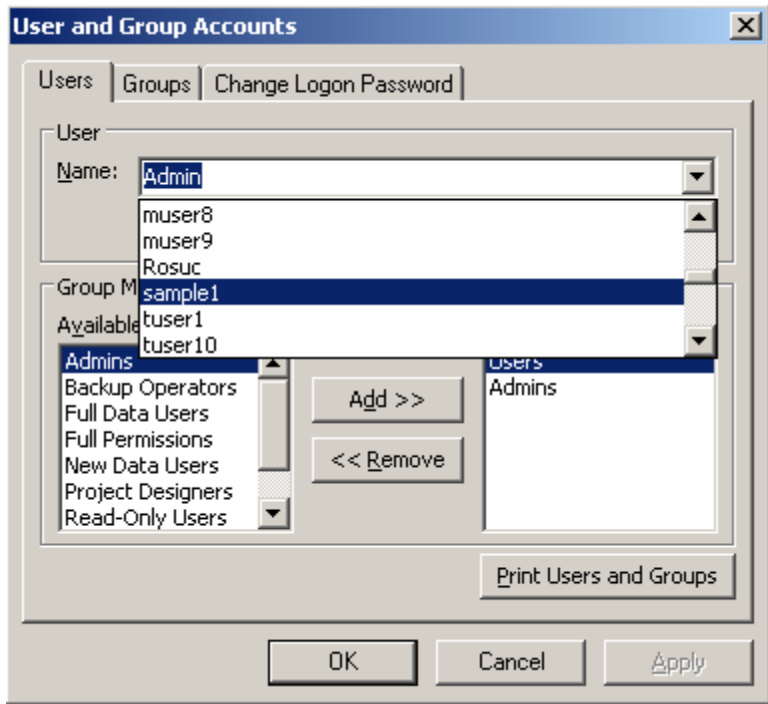 User and Group Accounts
Users Groups Change Logon Password
User
Name: Admin
muser8
muser9
Rosuc
sample1
tuser1
tuser10
Group M
Available
Admins
Backup Operators
Full Data Users
Full Permissions
New Data Users
Project Designers
Read-Only Users
Add >>
<< Remove
Users
Admins
Print Users and Groups
OK Cancel Apply